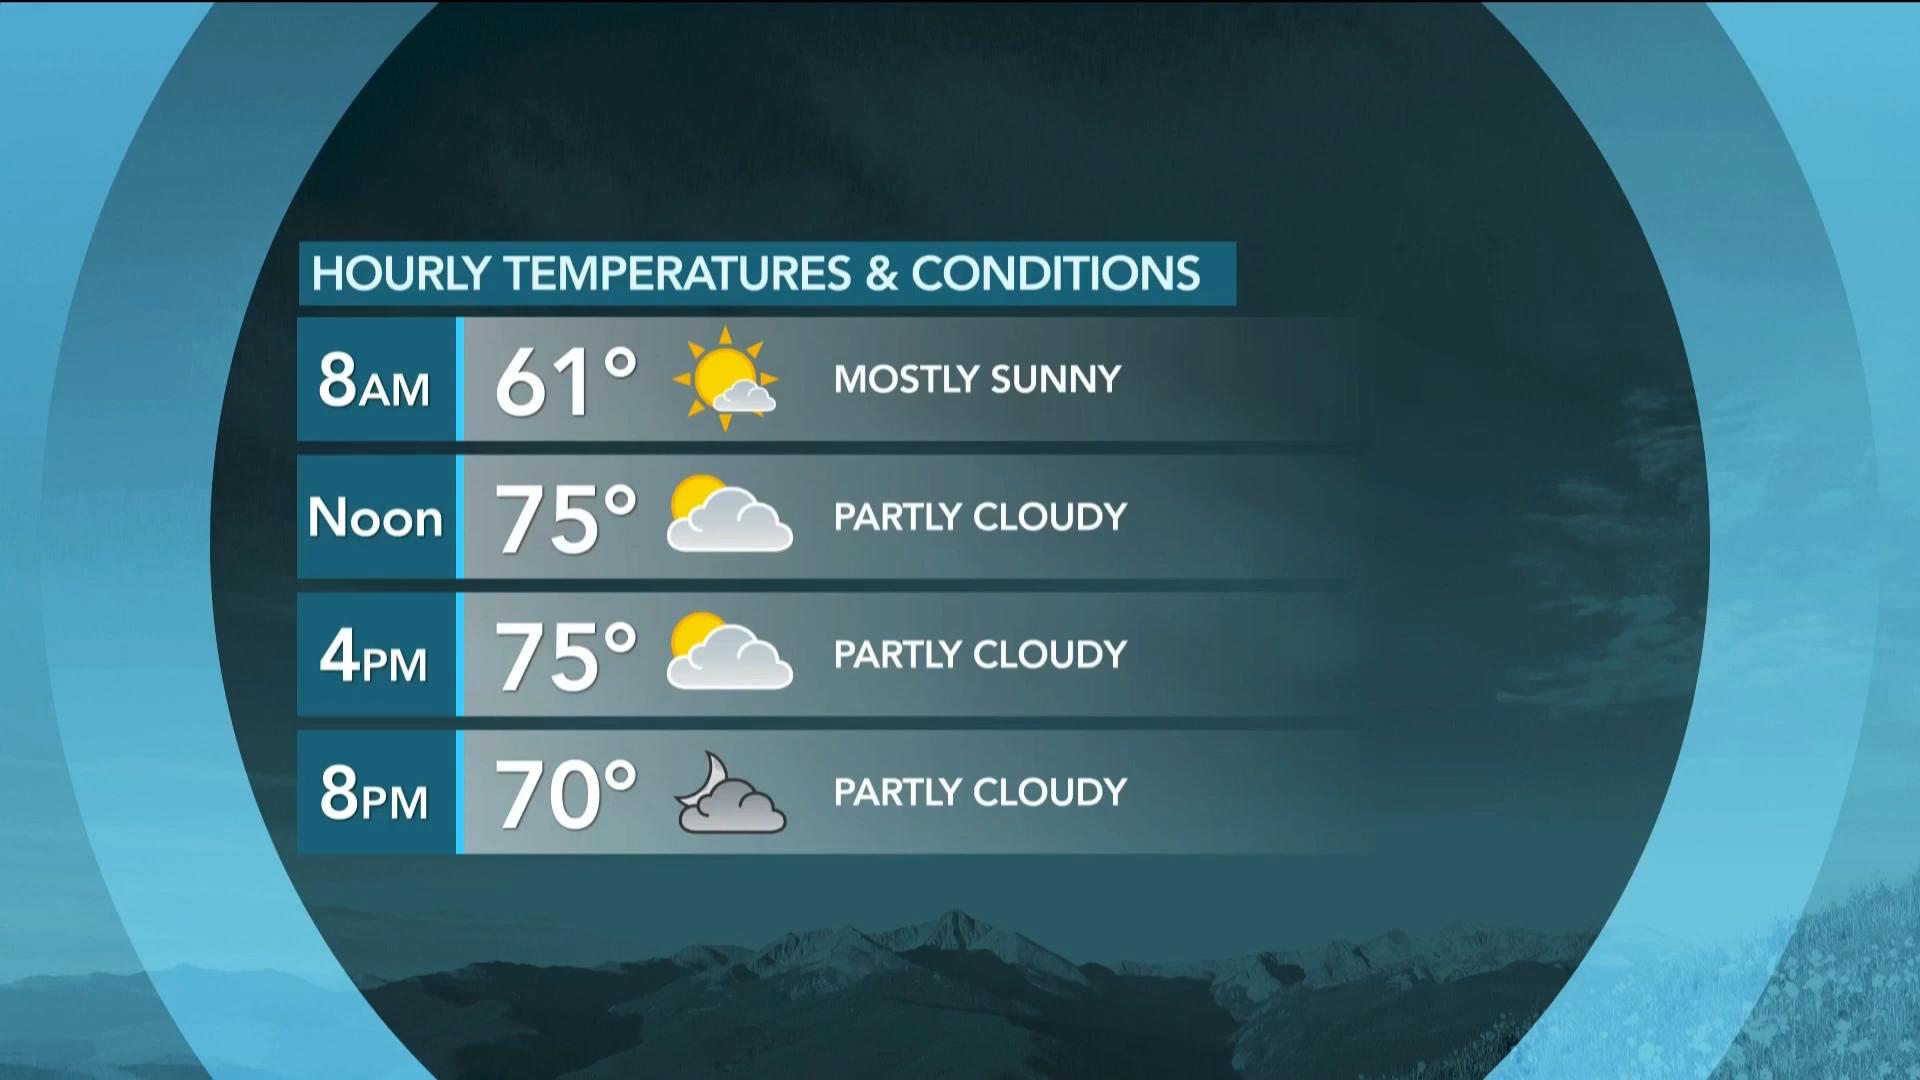 HOURLY TEMPERATURES & CONDITIONS
8AM 61° MOSTLY SUNNY
Noon 75° PARTLY CLOUDY
4PM 75° PARTLY CLOUDY
8PM 70° PARTLY CLOUDY